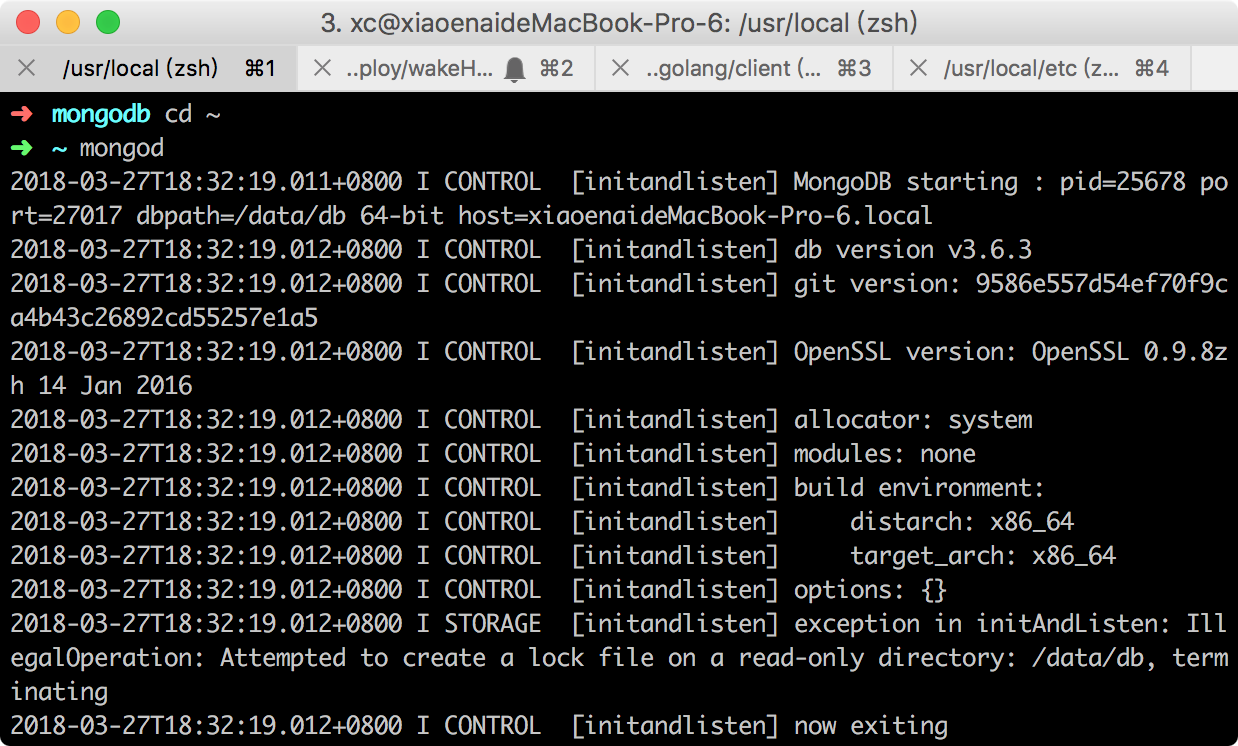 3. xc@xiaoenaideMacBook-Pro-6: /usr/local (zsh)
/usr/local (zsh) ⌘1 ..ploy/wakeH... ⌘2 ..golang/client (... ⌘3 /usr/local/etc (z... ⌘4
➜ mongodb cd ~
➜ ~ mongod
2018-03-27T18:32:19.011+0800 I CONTROL  [initandlisten] MongoDB starting : pid=25678 po
rt=27017 dbpath=/data/db 64-bit host=xiaoenaideMacBook-Pro-6.local
2018-03-27T18:32:19.012+0800 I CONTROL  [initandlisten] db version v3.6.3
2018-03-27T18:32:19.012+0800 I CONTROL  [initandlisten] git version: 9586e557d54ef70f9c
a4b43c26892cd55257e1a5
2018-03-27T18:32:19.012+0800 I CONTROL  [initandlisten] OpenSSL version: OpenSSL 0.9.8z
h 14 Jan 2016
2018-03-27T18:32:19.012+0800 I CONTROL  [initandlisten] allocator: system
2018-03-27T18:32:19.012+0800 I CONTROL  [initandlisten] modules: none
2018-03-27T18:32:19.012+0800 I CONTROL  [initandlisten] build environment:
2018-03-27T18:32:19.012+0800 I CONTROL  [initandlisten]     distarch: x86_64
2018-03-27T18:32:19.012+0800 I CONTROL  [initandlisten]     target_arch: x86_64
2018-03-27T18:32:19.012+0800 I CONTROL  [initandlisten] options: {}
2018-03-27T18:32:19.012+0800 I STORAGE  [initandlisten] exception in initAndListen: Ill
egalOperation: Attempted to create a lock file on a read-only directory: /data/db, term
inating
2018-03-27T18:32:19.012+0800 I CONTROL  [initandlisten] now exiting